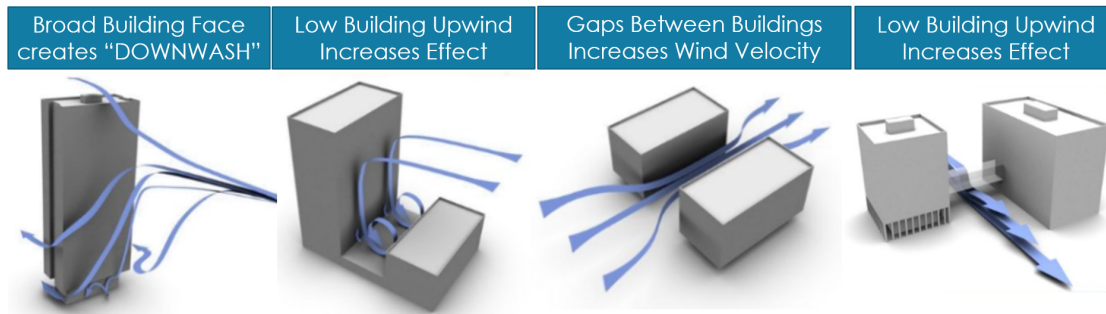 Broad Building Face
creates “DOWNWASH”
Low Building Upwind
Increases Effect
Gaps Between Buildings
Increases Wind Velocity
Low Building Upwind
Increases Effect